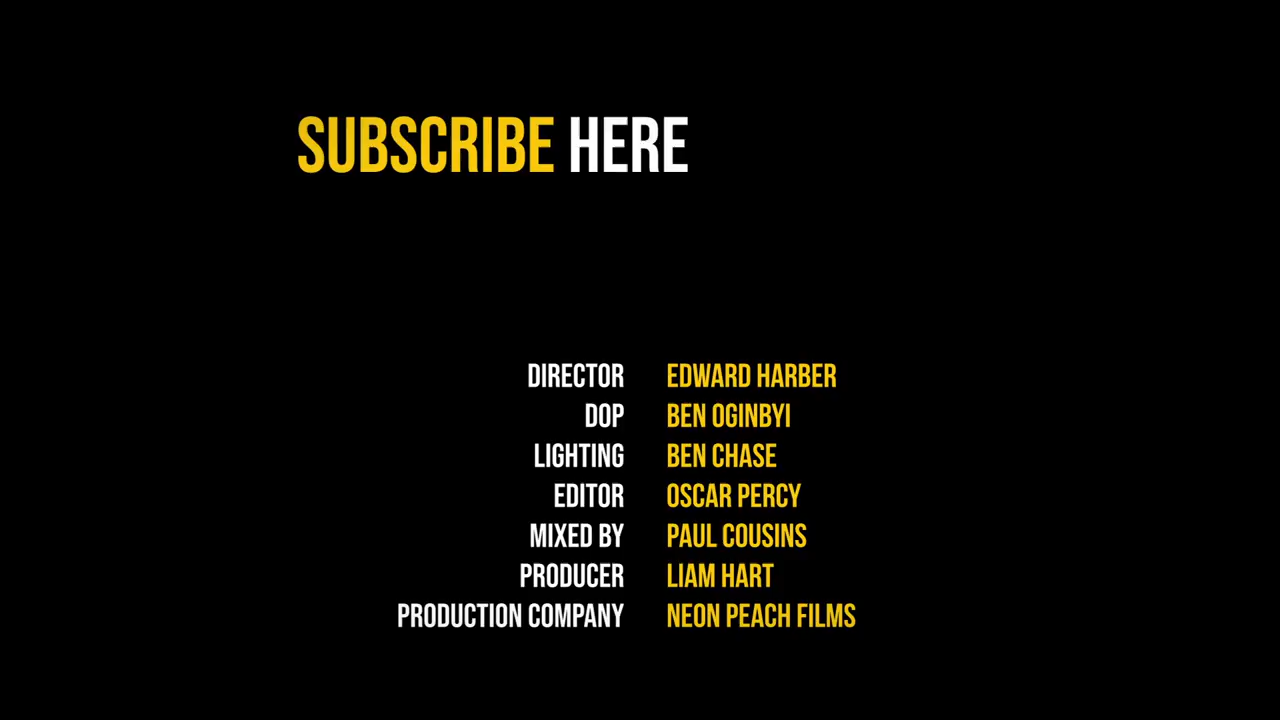 SUBSCRIBE HERE
DIRECTOR EDWARD HARBER
DOP BEN OGINBYI
LIGHTING BEN CHASE
EDITOR OSCAR PERCY
MIXED BY PAUL COUSINS
PRODUCER LIAM HART
PRODUCTION COMPANY NEON PEACH FILMS